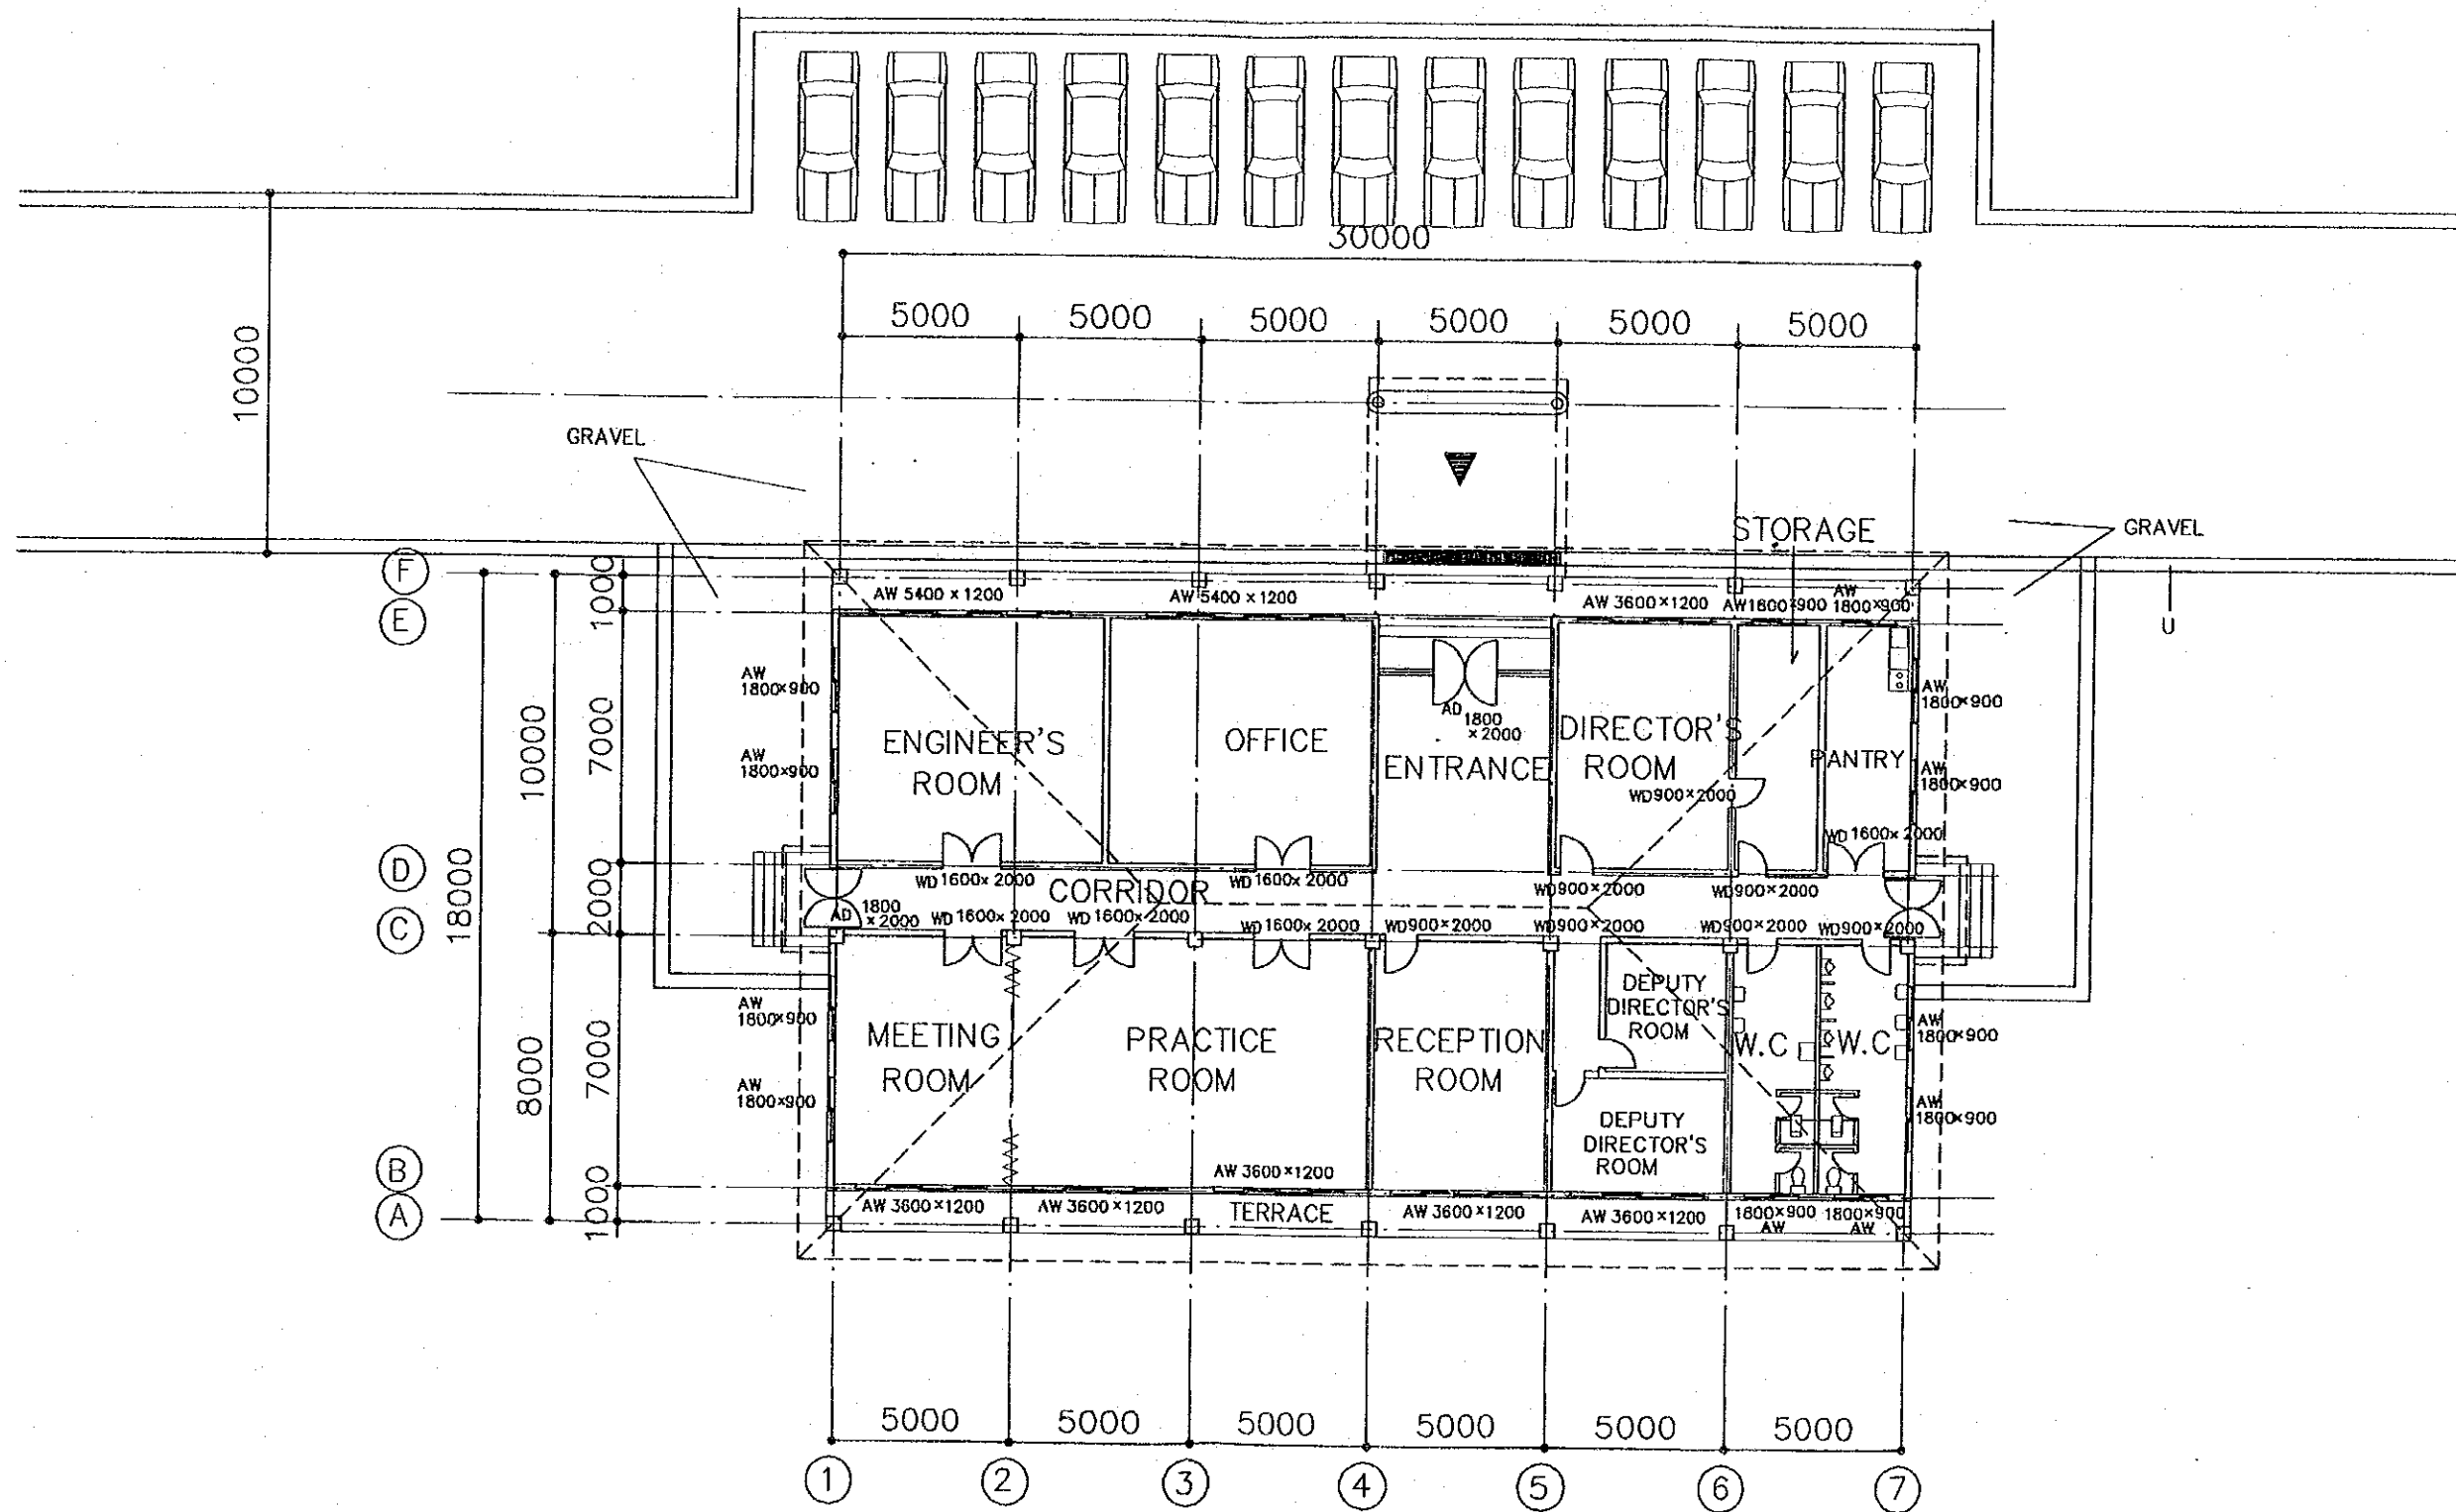 30000
5000 5000 5000 5000 5000 5000
10000
GRAVEL
STORAGE
GRAVEL
F
E
1000
AW 5400 × 1200
AW 5400 × 1200
AW 3600 ×1200
AW1800×900
AW
1800×900
U
AW
1800×900
AW
1800×900
AW
1800×900
AW
1800×900
ENGINEER'S
ROOM
OFFICE
AD 1800
×2000
ENTRANCE
DIRECTOR'S
ROOM
WD900×2000
PANTRY
WD 1600× 2000
18000
10000
7000
D
C
2000
WD 1600× 2000
CORRIDOR
WD 1600× 2000
WD900×2000
WD900×2000
AD 1800
×2000
WD 1600× 2000
WD 1600×2000
WD 1600× 2000
WD900×2000
WD900×2000
WD900×2000
WD900×2000
8000
7000
AW
1800×900
AW
1800×900
MEETING
ROOM
PRACTICE
ROOM
RECEPTION
ROOM
DEPUTY
DIRECTOR'S
ROOM
DEPUTY
DIRECTOR'S
ROOM
W.C
W.C
AW
1800×900
AW
1800×900
B
A
1000
AW 3600 ×1200
AW 3600 ×1200
AW 3600 ×1200
TERRACE
AW 3600 ×1200
AW 3600 ×1200
1800×900
AW
1800×900
AW
5000 5000 5000 5000 5000 5000
1 2 3 4 5 6 7